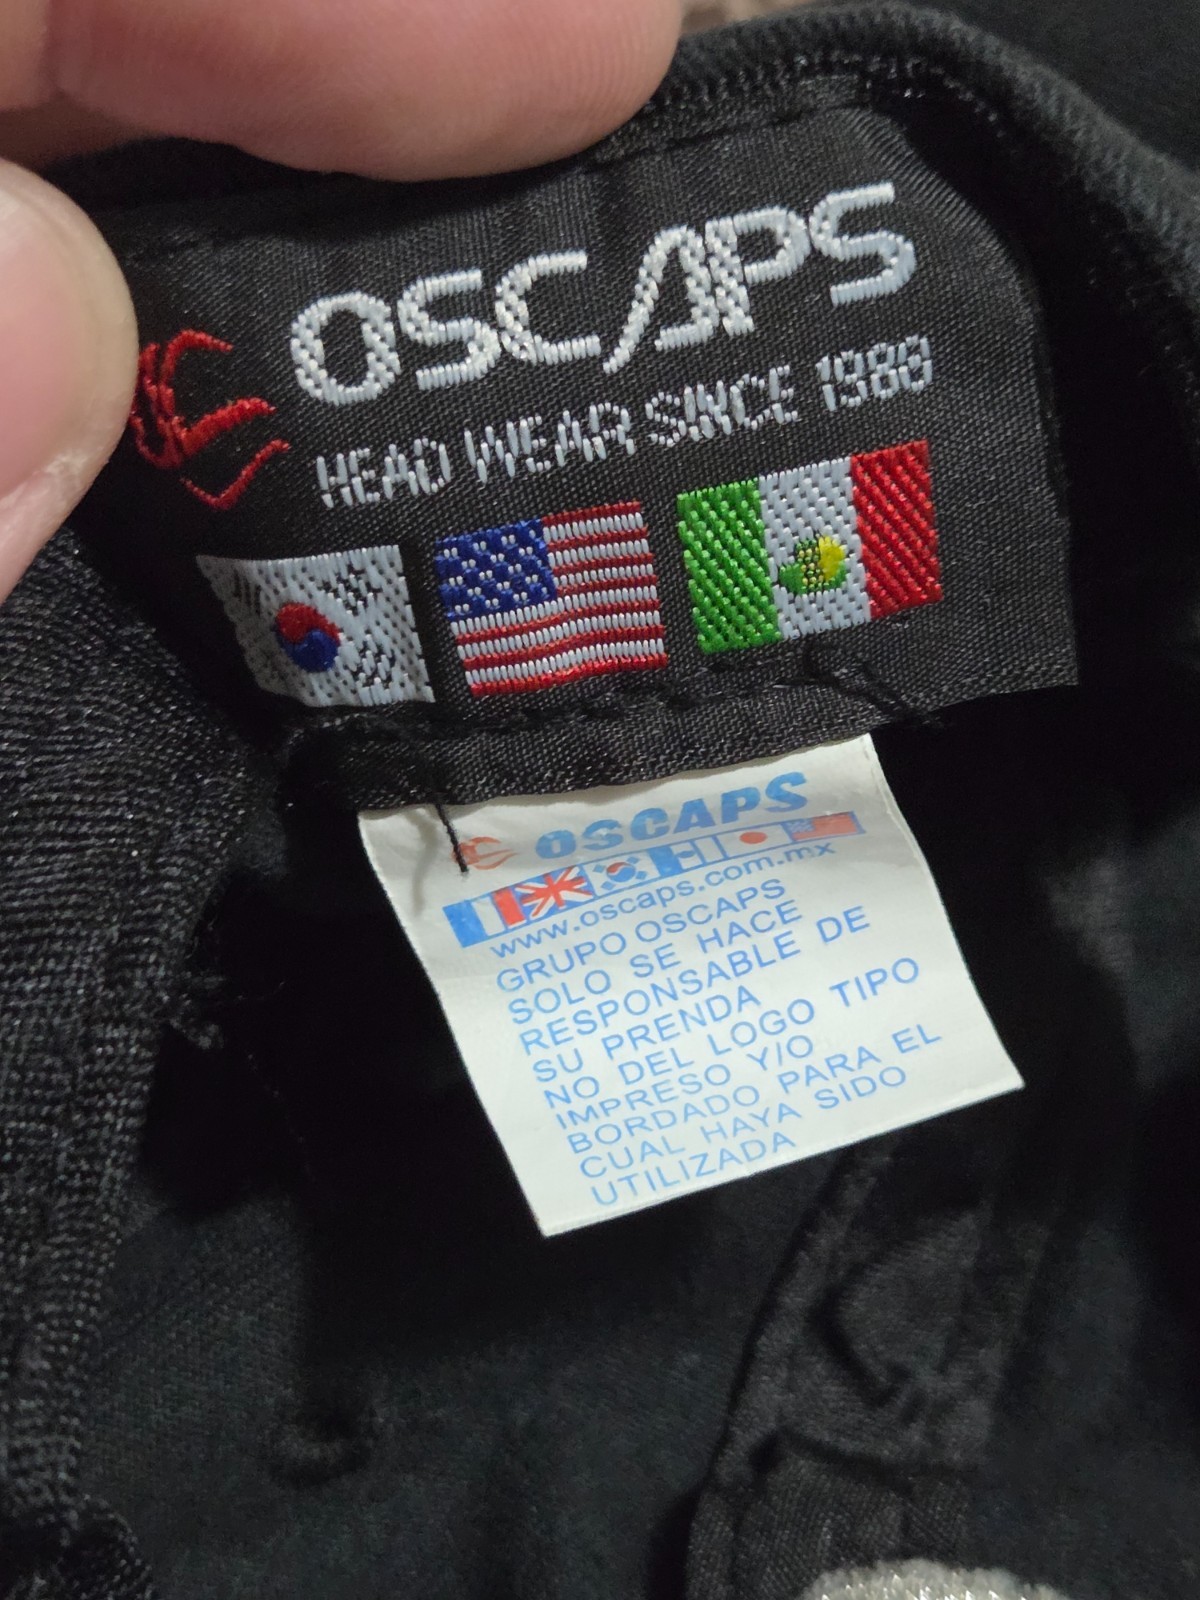 OSCAPS
HEAD WEAR SINCE 1980
OSCAPS
www.oscaps.com.mx
GRUPO OSCAPS
SOLO SE HACE
RESPONSABLE DE
SU PRENDA
NO DEL LOGO TIPO
IMPRESO Y/O
BORDADO PARA EL
CUAL HAYA SIDO
UTILIZADA